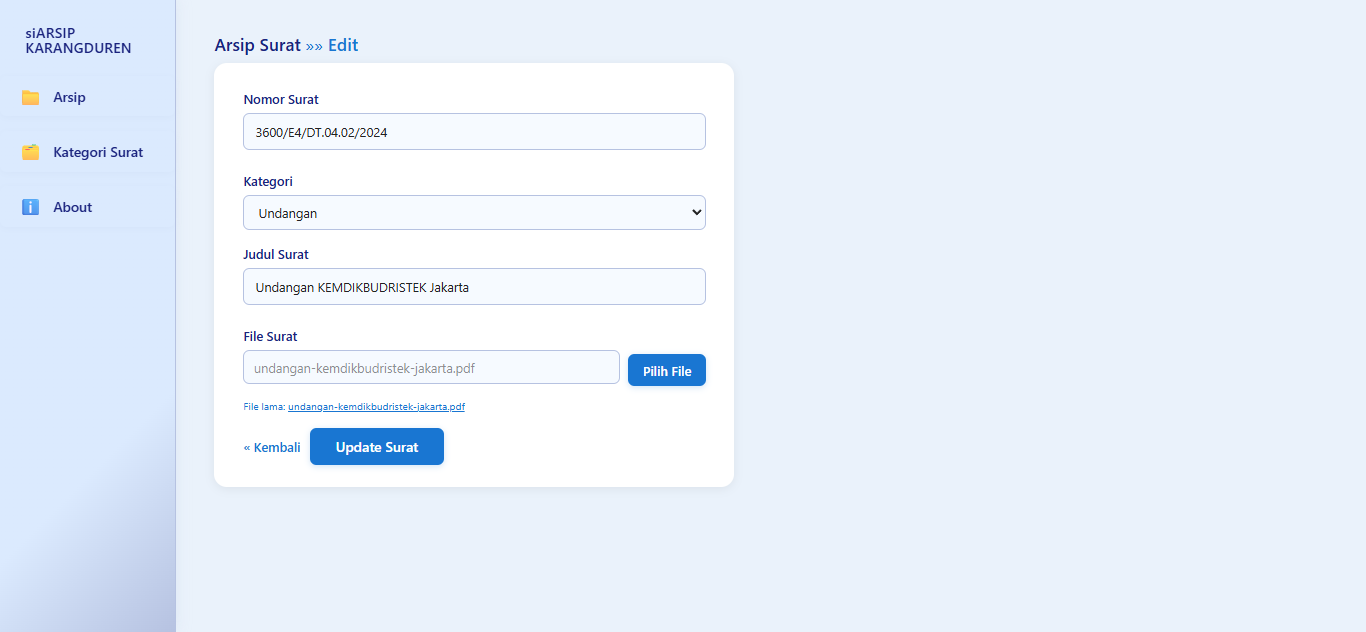 siARSIP
KARANGDUREN
Arsip
Kategori Surat
About
Arsip Surat »» Edit
Nomor Surat
3600/E4/DT.04.02/2024
Kategori
Undangan
Judul Surat
Undangan KEMDIKBUDRISTEK Jakarta
File Surat
undangan-kemdikbudristek-jakarta.pdf
Pilih File
File lama: undangan-kemdikbudristek-jakarta.pdf
« Kembali
Update Surat